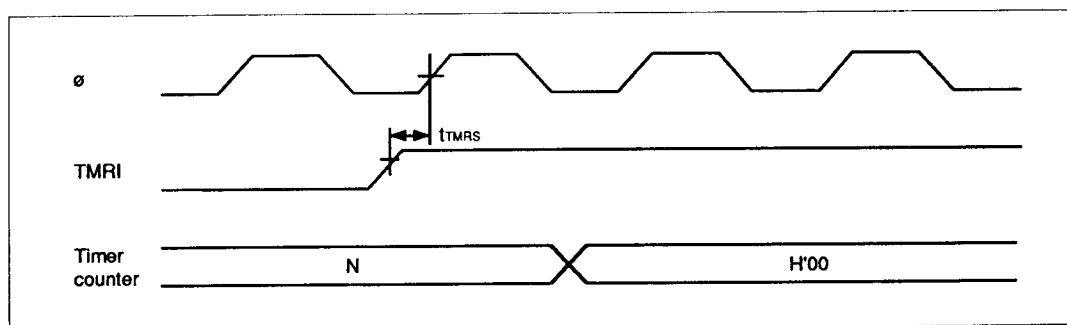 ø
tTMRS
TMRI
Timer
counter
N
H'00